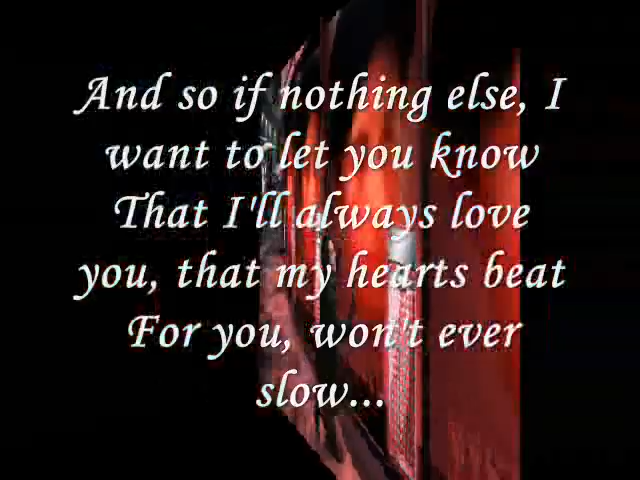 And so if nothing else, I
want to let you know
That I'll always love
you, that my hearts beat
For you, won't ever
slow...